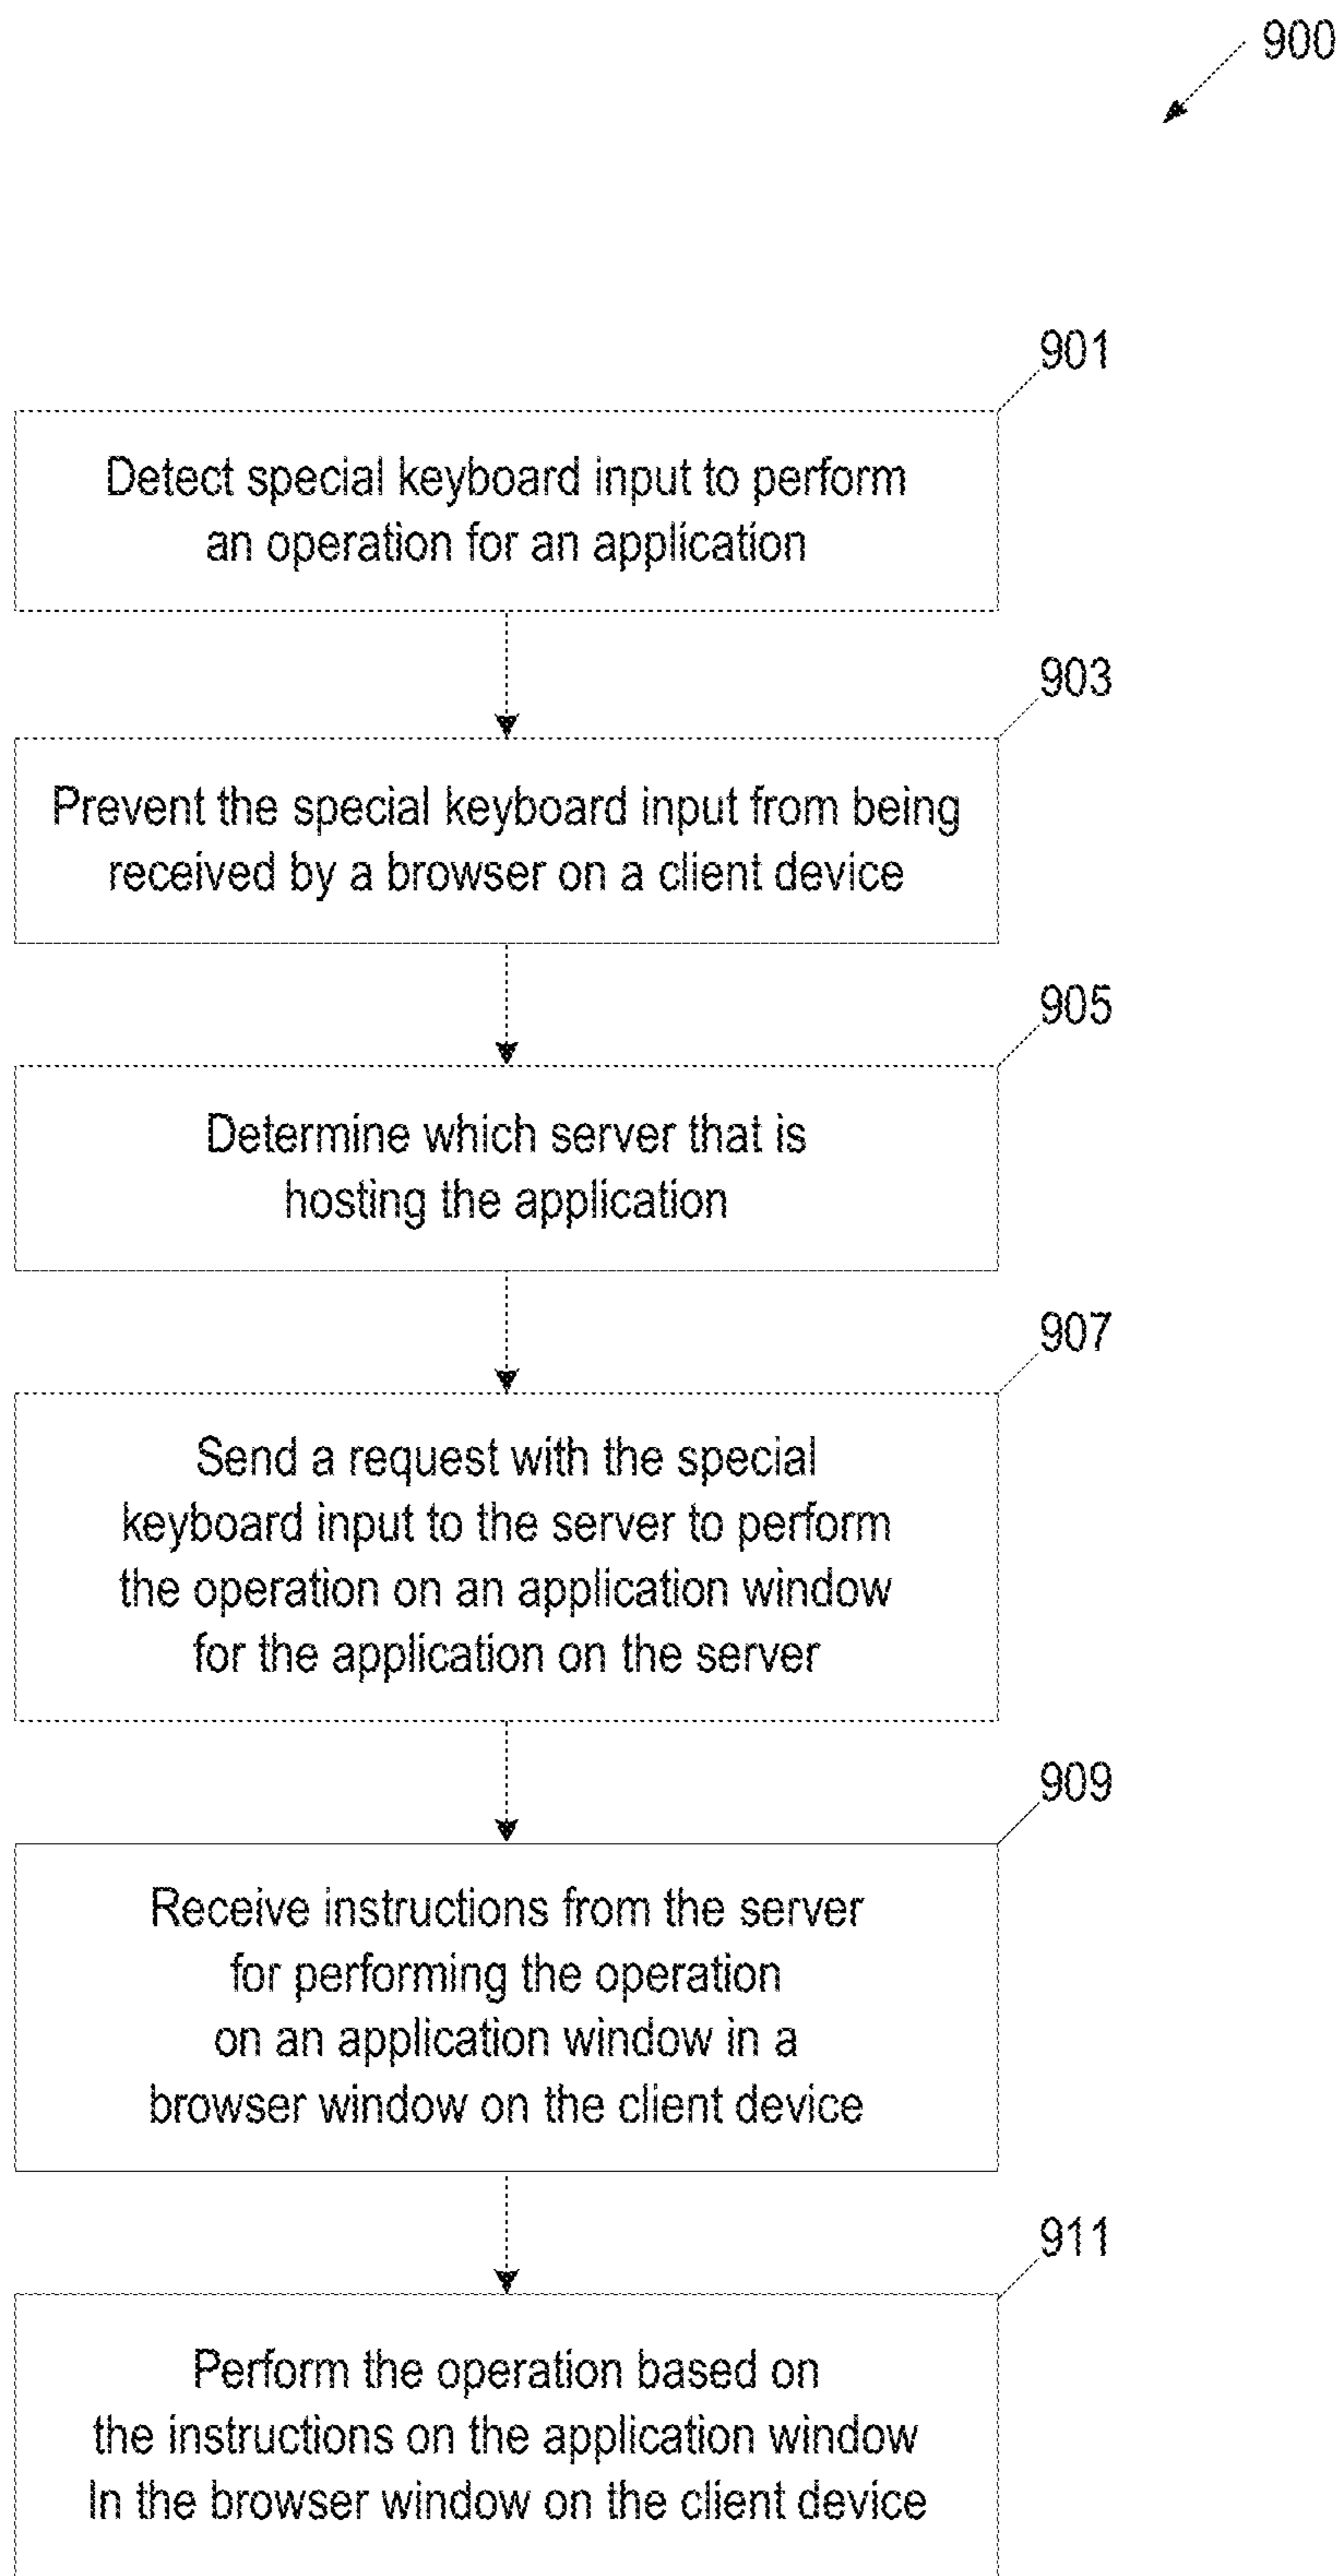 900
901
Detect special keyboard input to perform
an operation for an application
903
Prevent the special keyboard input from being
received by a browser on a client device
905
Determine which server that is
hosting the application
907
Send a request with the special
keyboard input to the server to perform
the operation on an application window
for the application on the server
909
Receive instructions from the server
for performing the operation
on an application window in a
browser window on the client device
911
Perform the operation based on
the instructions on the application window
In the browser window on the client device